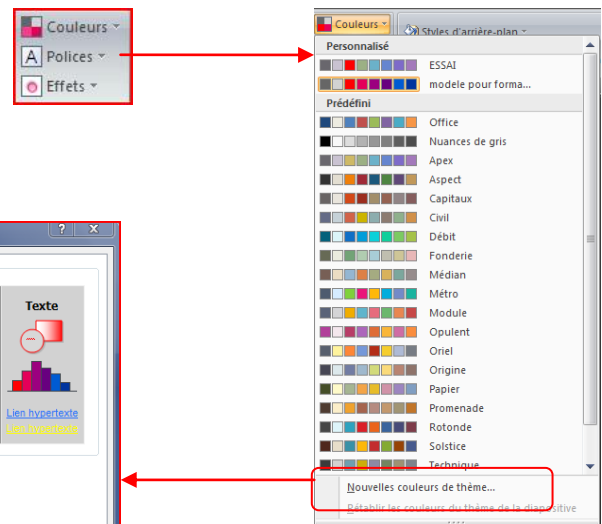 Couleurs
Polices
Effets
Couleurs
Styles d'arrière-plan
Personnalisé
ESSAI
modele pour forma...
Prédéfini
Office
Nuances de gris
Apex
Aspect
Capitaux
Civil
Débit
Fonderie
Médian
Métro
Module
Opulent
Oriel
Origine
Papier
Promenade
Rotonde
Solstice
Technique
Nouvelles couleurs de thème...
Rétablir les couleurs du thème de la diapositive
? X
Texte
Lien hypertexte
Lien hypertexte